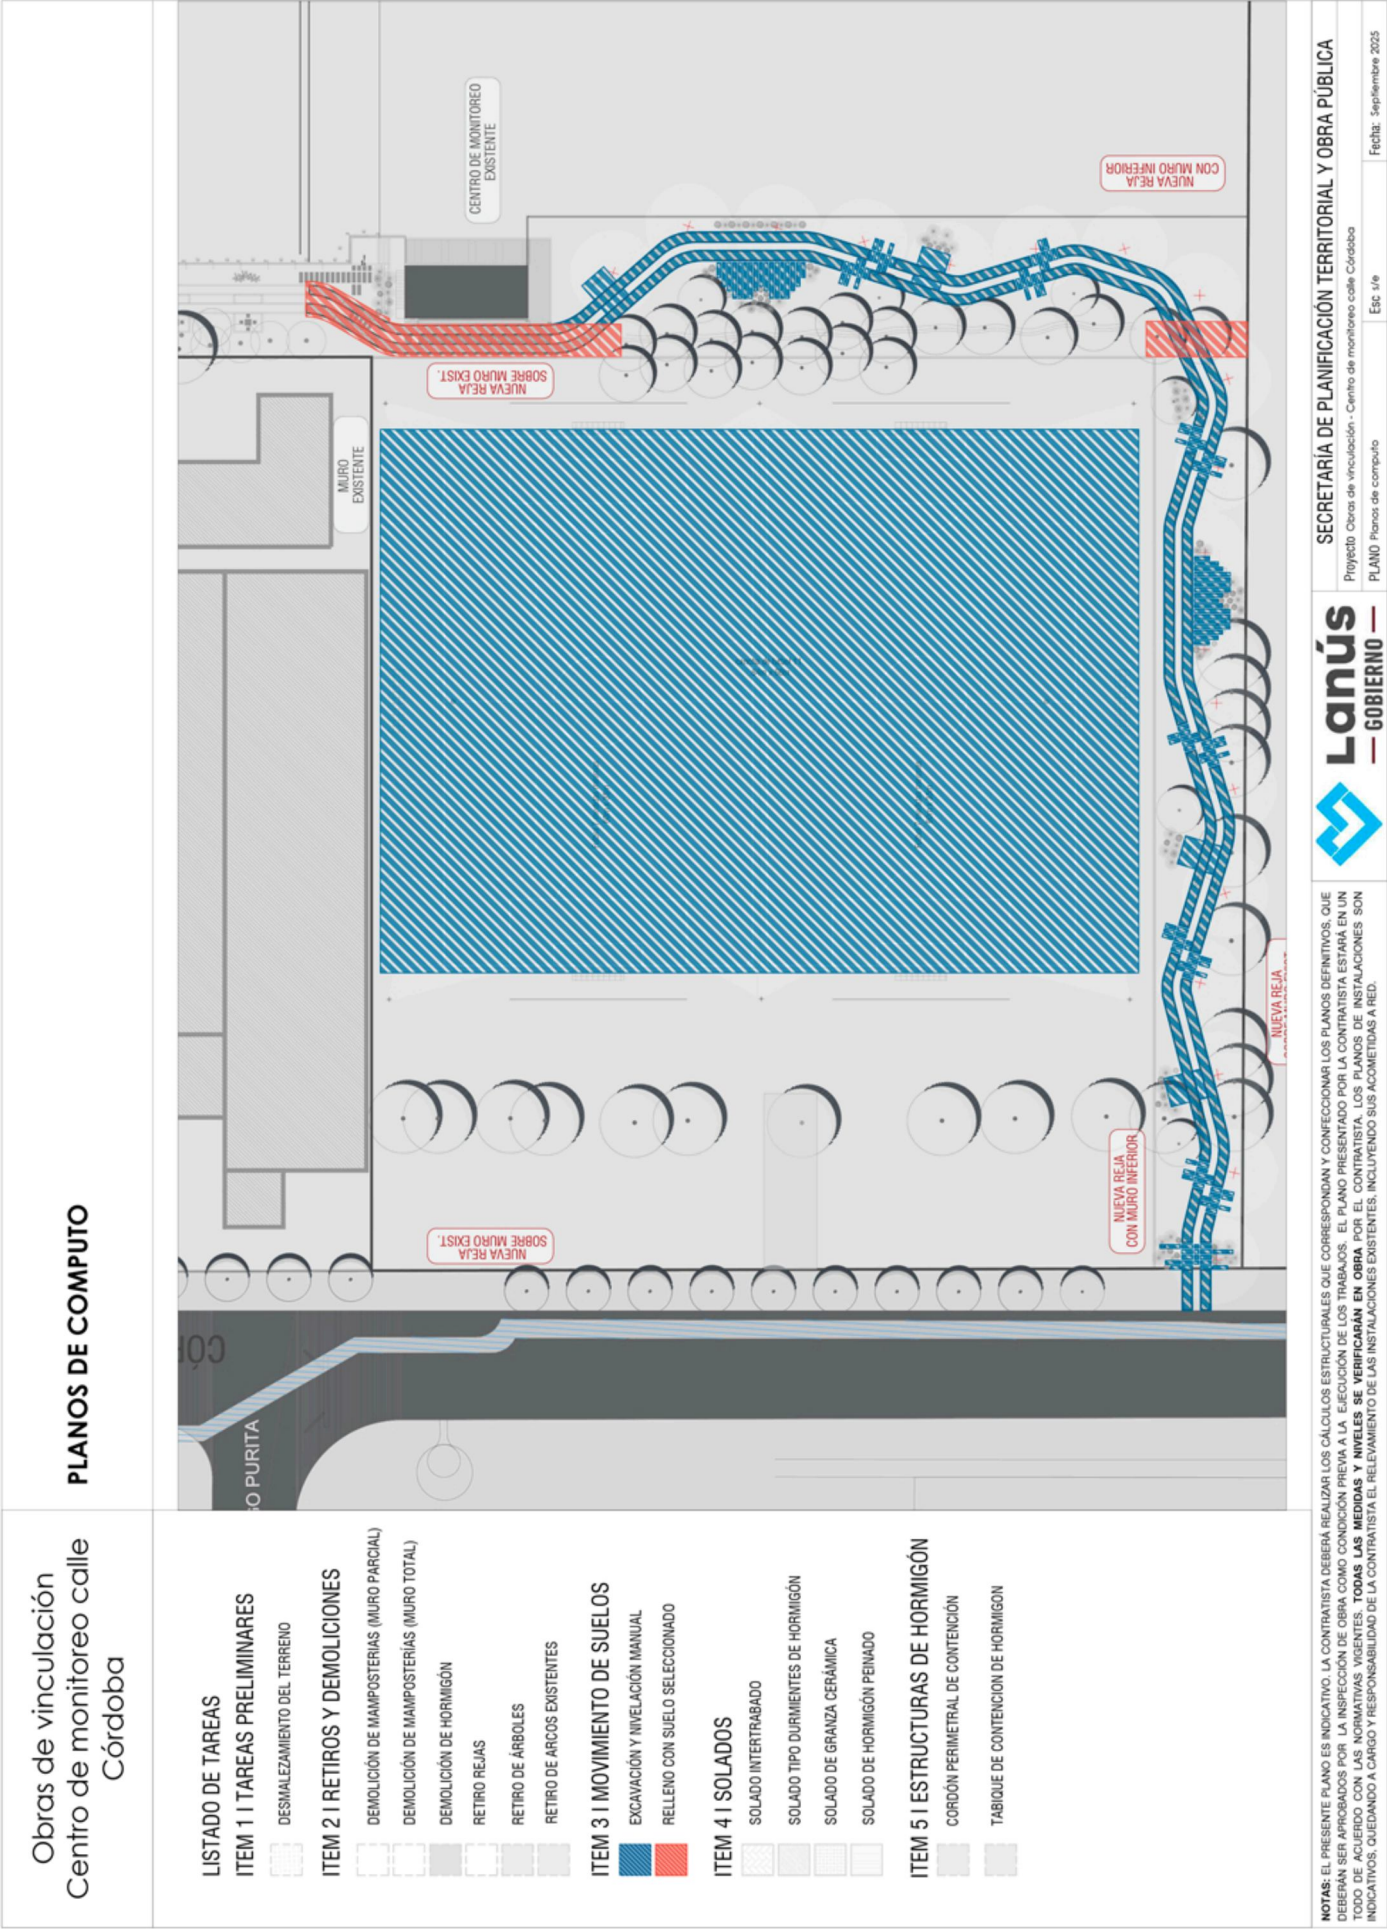 Obras de vinculación
Centro de monitoreo calle
Córdoba
PLANOS DE COMPUTO
LISTADO DE TAREAS
ITEM 1 I TAREAS PRELIMINARES
DESMALEZAMIENTO DEL TERRENO
ITEM 2 I RETIROS Y DEMOLICIONES
DEMOLICIÓN DE MAMPOSTERIAS (MURO PARCIAL)
DEMOLICIÓN DE MAMPOSTERÍAS (MURO TOTAL)
DEMOLICIÓN DE HORMIGÓN
RETIRO REJAS
RETIRO DE ÁRBOLES
RETIRO DE ARCOS EXISTENTES
ITEM 3 I MOVIMIENTO DE SUELOS
EXCAVACIÓN Y NIVELACIÓN MANUAL
RELLENO CON SUELO SELECCIONADO
ITEM 4 I SOLADOS
SOLADO INTERTRABADO
SOLADO TIPO DURMIENTES DE HORMIGÓN
SOLADO DE GRANZA CERÁMICA
SOLADO DE HORMIGÓN PEINADO
ITEM 5 I ESTRUCTURAS DE HORMIGÓN
CORDÓN PERIMETRAL DE CONTENCIÓN
TABIQUE DE CONTENCION DE HORMIGON
GO PURITA
CÓR
NUEVA REJA
SOBRE MURO EXIST.
MURO
EXISTENTE
NUEVA REJA
SOBRE MURO EXIST.
CENTRO DE MONITOREO
EXISTENTE
NUEVA REJA
CON MURO INFERIOR
NUEVA REJA
CON MURO INFERIOR
NUEVA REJA
NOTAS: EL PRESENTE PLANO ES INDICATIVO. LA CONTRATISTA DEBERÁ REALIZAR LOS CÁLCULOS ESTRUCTURALES QUE CORRESPONDAN Y CONFECCIONAR LOS PLANOS DEFINITIVOS, QUE
DEBERÁN SER APROBADOS POR LA INSPECCIÓN DE OBRA COMO CONDICIÓN PREVIA A LA EJECUCIÓN DE LOS TRABAJOS. EL PLANO PRESENTADO POR LA CONTRATISTA ESTARÁ EN UN
TODO DE ACUERDO CON LAS NORMATIVAS VIGENTES. TODAS LAS MEDIDAS Y NIVELES SE VERIFICARÁN EN OBRA POR EL CONTRATISTA. LOS PLANOS DE INSTALACIONES SON
INDICATIVOS, QUEDANDO A CARGO Y RESPONSABILIDAD DE LA CONTRATISTA EL RELEVAMIENTO DE LAS INSTALACIONES EXISTENTES, INCLUYENDO SUS ACOMETIDAS A RED.
Lanús
GOBIERNO
SECRETARÍA DE PLANIFICACIÓN TERRITORIAL Y OBRA PÚBLICA
Proyecto Obras de vinculación - Centro de monitoreo calle Córdoba
PLANO Planos de computo
Esc s/e
Fecha: Septiembre 2025